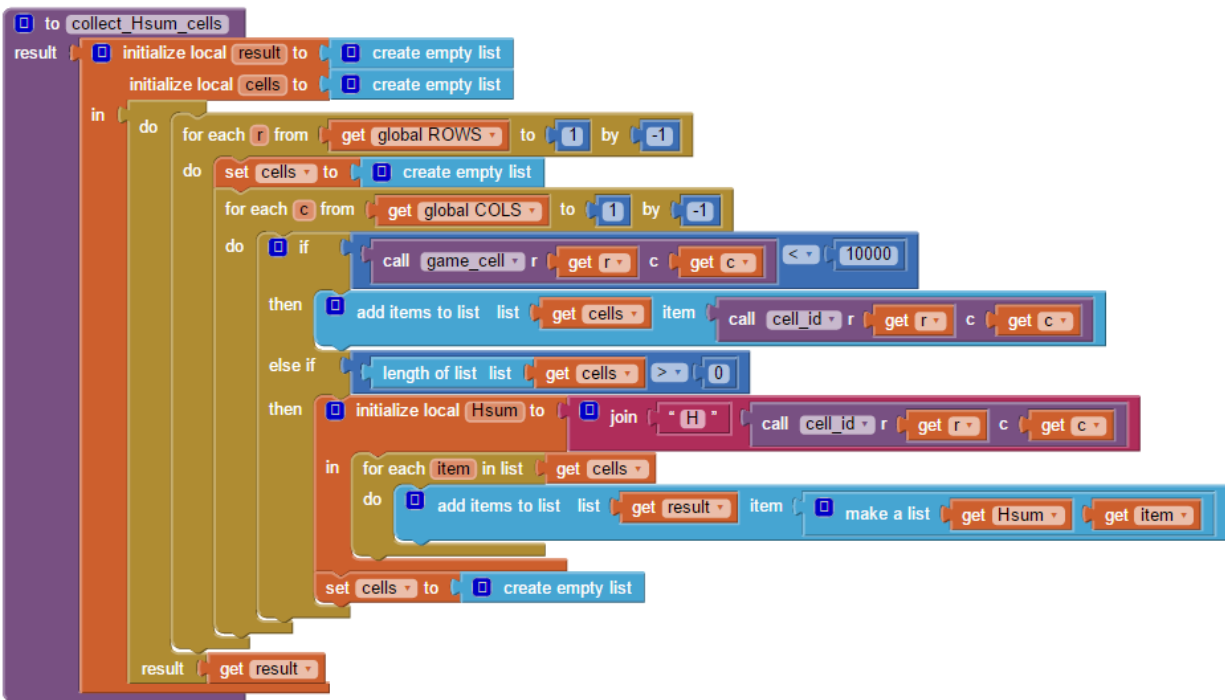 to collect_Hsum_cells
result initialize local result to create empty list
initialize local cells to create empty list
in
do for each r from get global ROWS to 1 by -1
do set cells to create empty list
for each c from get global COLS to 1 by -1
do if call game_cell r get r c get c < 10000
then add items to list list get cells item call cell_id r get r c get c
else if length of list list get cells > 0
then initialize local Hsum to join " H " call cell_id r get r c get c
in for each item in list get cells
do add items to list list get result item make a list get Hsum get item
set cells to create empty list
result get result